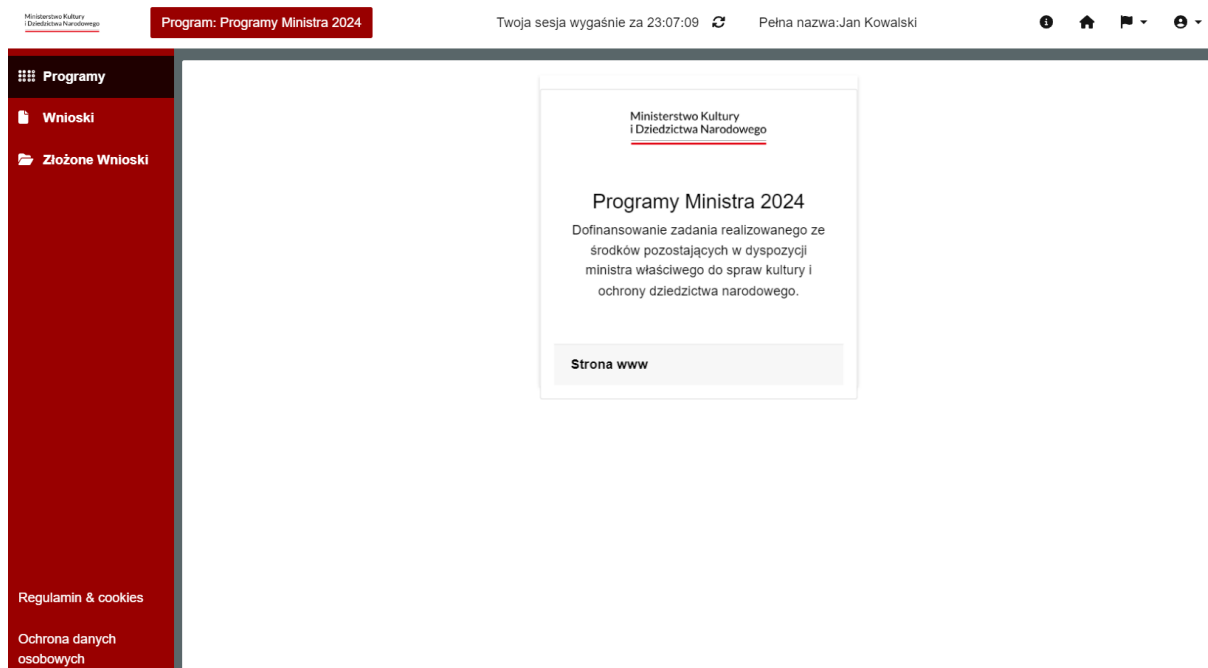 Ministerstwo Kultury
i Dziedzictwa Narodowego
Program: Programy Ministra 2024
Twoja sesja wygaśnie za 23:07:09
Pełna nazwa:Jan Kowalski
Programy
Wnioski
Złożone Wnioski
Ministerstwo Kultury
i Dziedzictwa Narodowego
Programy Ministra 2024
Dofinansowanie zadania realizowanego ze
środków pozostających w dyspozycji
ministra właściwego do spraw kultury i
ochrony dziedzictwa narodowego.
Strona www
Regulamin & cookies
Ochrona danych
osobowych